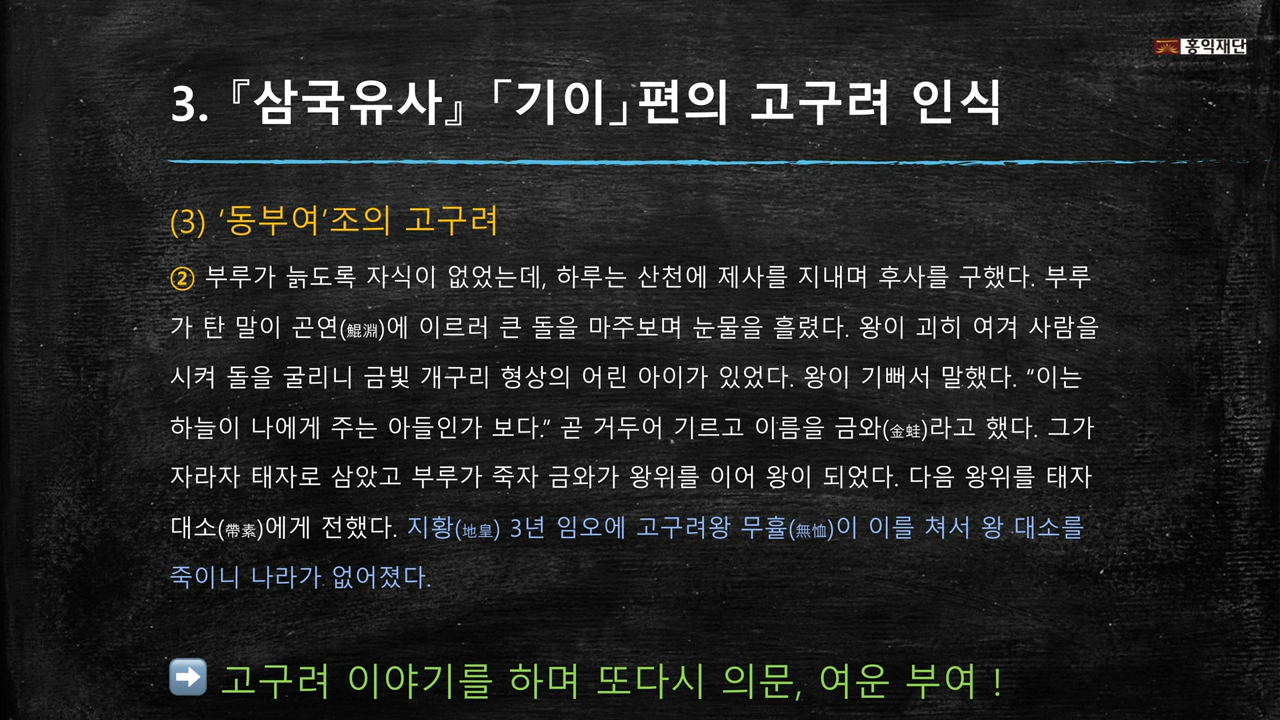 홍익재단
3. 『삼국유사』 「기이」편의 고구려 인식
(3) ‘동부여‘조의 고구려
② 부루가 늙도록 자식이 없었는데, 하루는 산천에 제사를 지내며 후사를 구했다. 부루
가 탄 말이 곤연(鯤淵)에 이르러 큰 돌을 마주보며 눈물을 흘렸다. 왕이 괴히 여겨 사람을
시켜 돌을 굴리니 금빛 개구리 형상의 어린 아이가 있었다. 왕이 기뻐서 말했다. “이는
하늘이 나에게 주는 아들인가 보다.” 곧 거두어 기르고 이름을 금와(金蛙)라고 했다. 그가
자라자 태자로 삼았고 부루가 죽자 금와가 왕위를 이어 왕이 되었다. 다음 왕위를 태자
대소(帶素)에게 전했다. 지황(地皇) 3년 임오에 고구려왕 무휼(無恤)이 이를 쳐서 왕 대소를
죽이니 나라가 없어졌다.
➡ 고구려 이야기를 하며 또다시 의문, 여운 부여 !